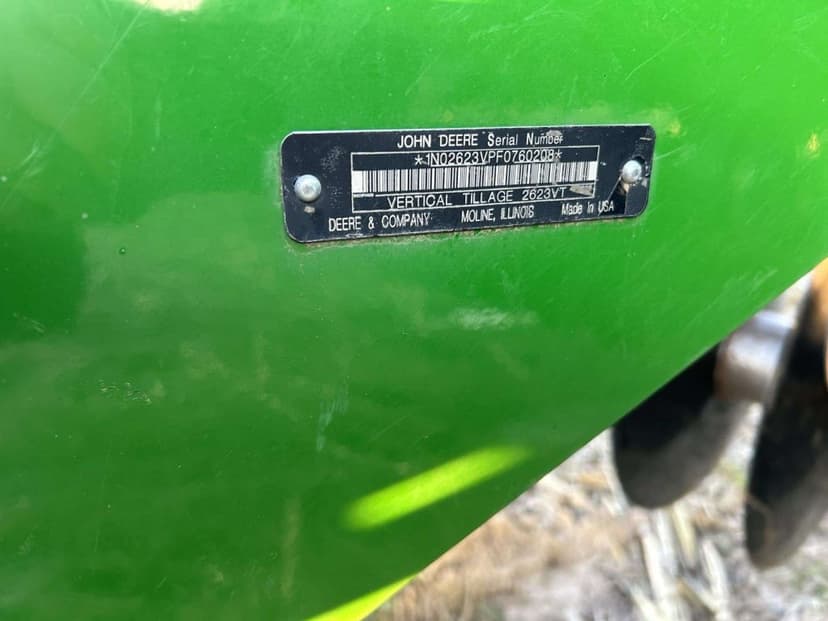 JOHN DEERE Serial Number
*1N02623VPF0760208*
VERTICAL TILLAGE 2623VT
DEERE & COMPANY MOLINE, ILLINOIS Made In USA